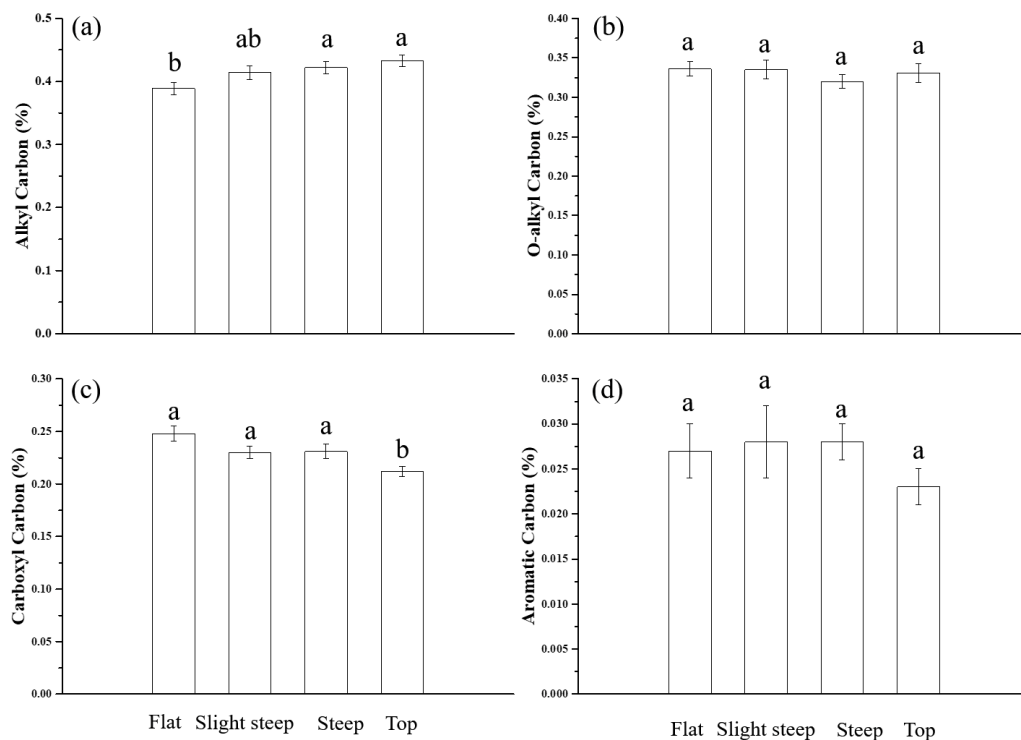 (a)
Alkyl Carbon (%)
0.5
0.4
0.3
0.2
0.1
0.0
b
ab
a
a
(b)
O-alkyl Carbon (%)
0.40
0.35
0.30
0.25
0.20
0.15
0.10
0.05
0.00
a
a
a
a
(c)
Carboxyl Carbon (%)
0.30
0.25
0.20
0.15
0.10
0.05
0.00
a
a
a
b
Flat Slight steep Steep Top
(d)
Aromatic Carbon (%)
0.035
0.030
0.025
0.020
0.015
0.010
0.005
0.000
a
a
a
a
Flat Slight steep Steep Top